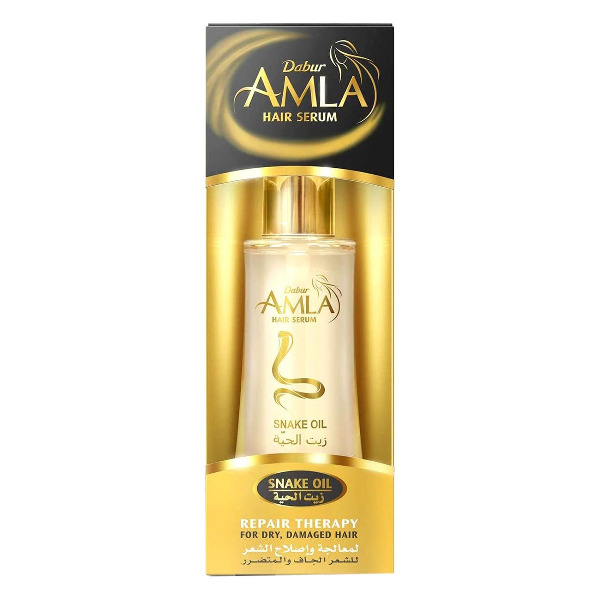 Dabur
AMLA
HAIR SERUM
Dabur
AMLA
HAIR SERUM
SNAKE OIL
زيت الحيّة
SNAKE OIL
زيت الحية
REPAIR THERAPY
FOR DRY, DAMAGED HAIR
لمعالجة وإصلاح الشعر
للشعر الجاف والمتضرر